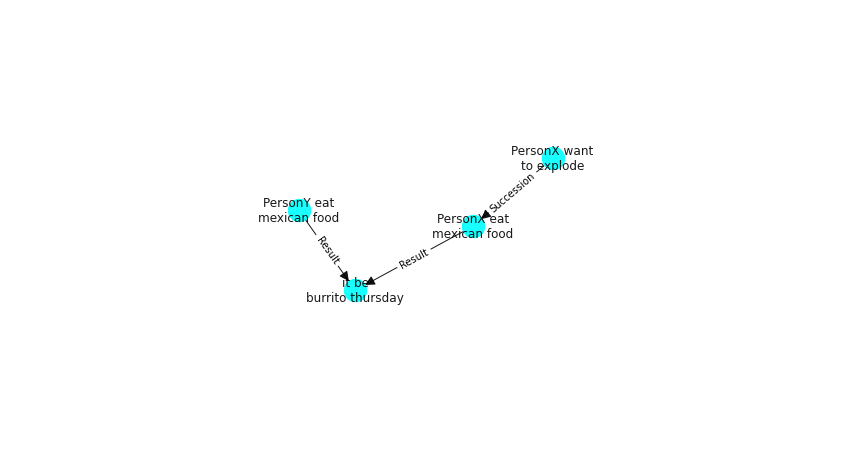 PersonX want
to explode
Succession
PersonY eat
mexican food
PersonX eat
mexican food
Result
Result
it be
burrito thursday